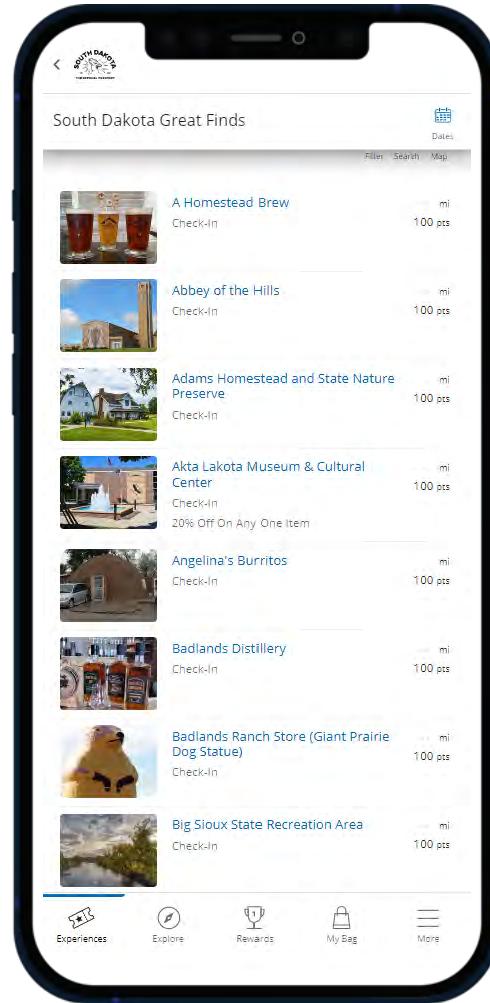 SOUTH DAKOTA
South Dakota Great Finds
Dates
Filter Search Map
A Homestead Brew
mi
Check-In
100 pts
Abbey of the Hills
mi
Check-In
100 pts
Adams Homestead and State Nature
mi
Preserve
100 pts
Check-In
Akta Lakota Museum & Cultural
mi
Center
100 pts
Check-In
20% Off On Any One Item
Angelina's Burritos
mi
Check-In
100 pts
Badlands Distillery
mi
Check-In
100 pts
Badlands Ranch Store (Giant Prairie
mi
Dog Statue)
100 pts
Check-In
Big Sioux State Recreation Area
mi
Check-In
100 pts
Experiences
Explore
Rewards
My Bag
More